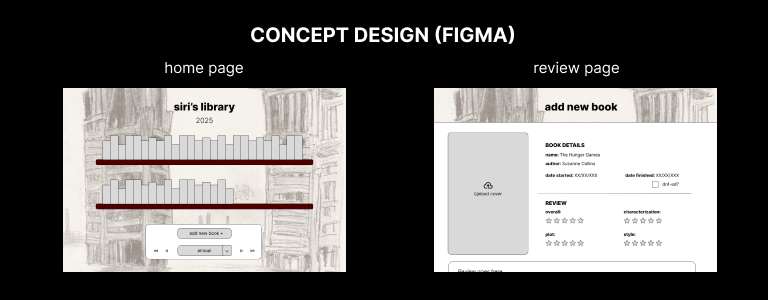 CONCEPT DESIGN (FIGMA)
home page
review page
siri's library
2025
add new book +
annual
add new book
Upload cover
BOOK DETAILS
name: The Hunger Games
author: Suzanne Collins
date started: XX/XX/XXX
date finished: XX/XX/XXX
dnf-ed?
REVIEW
overall:
characterization:
plot:
style:
Review goes here